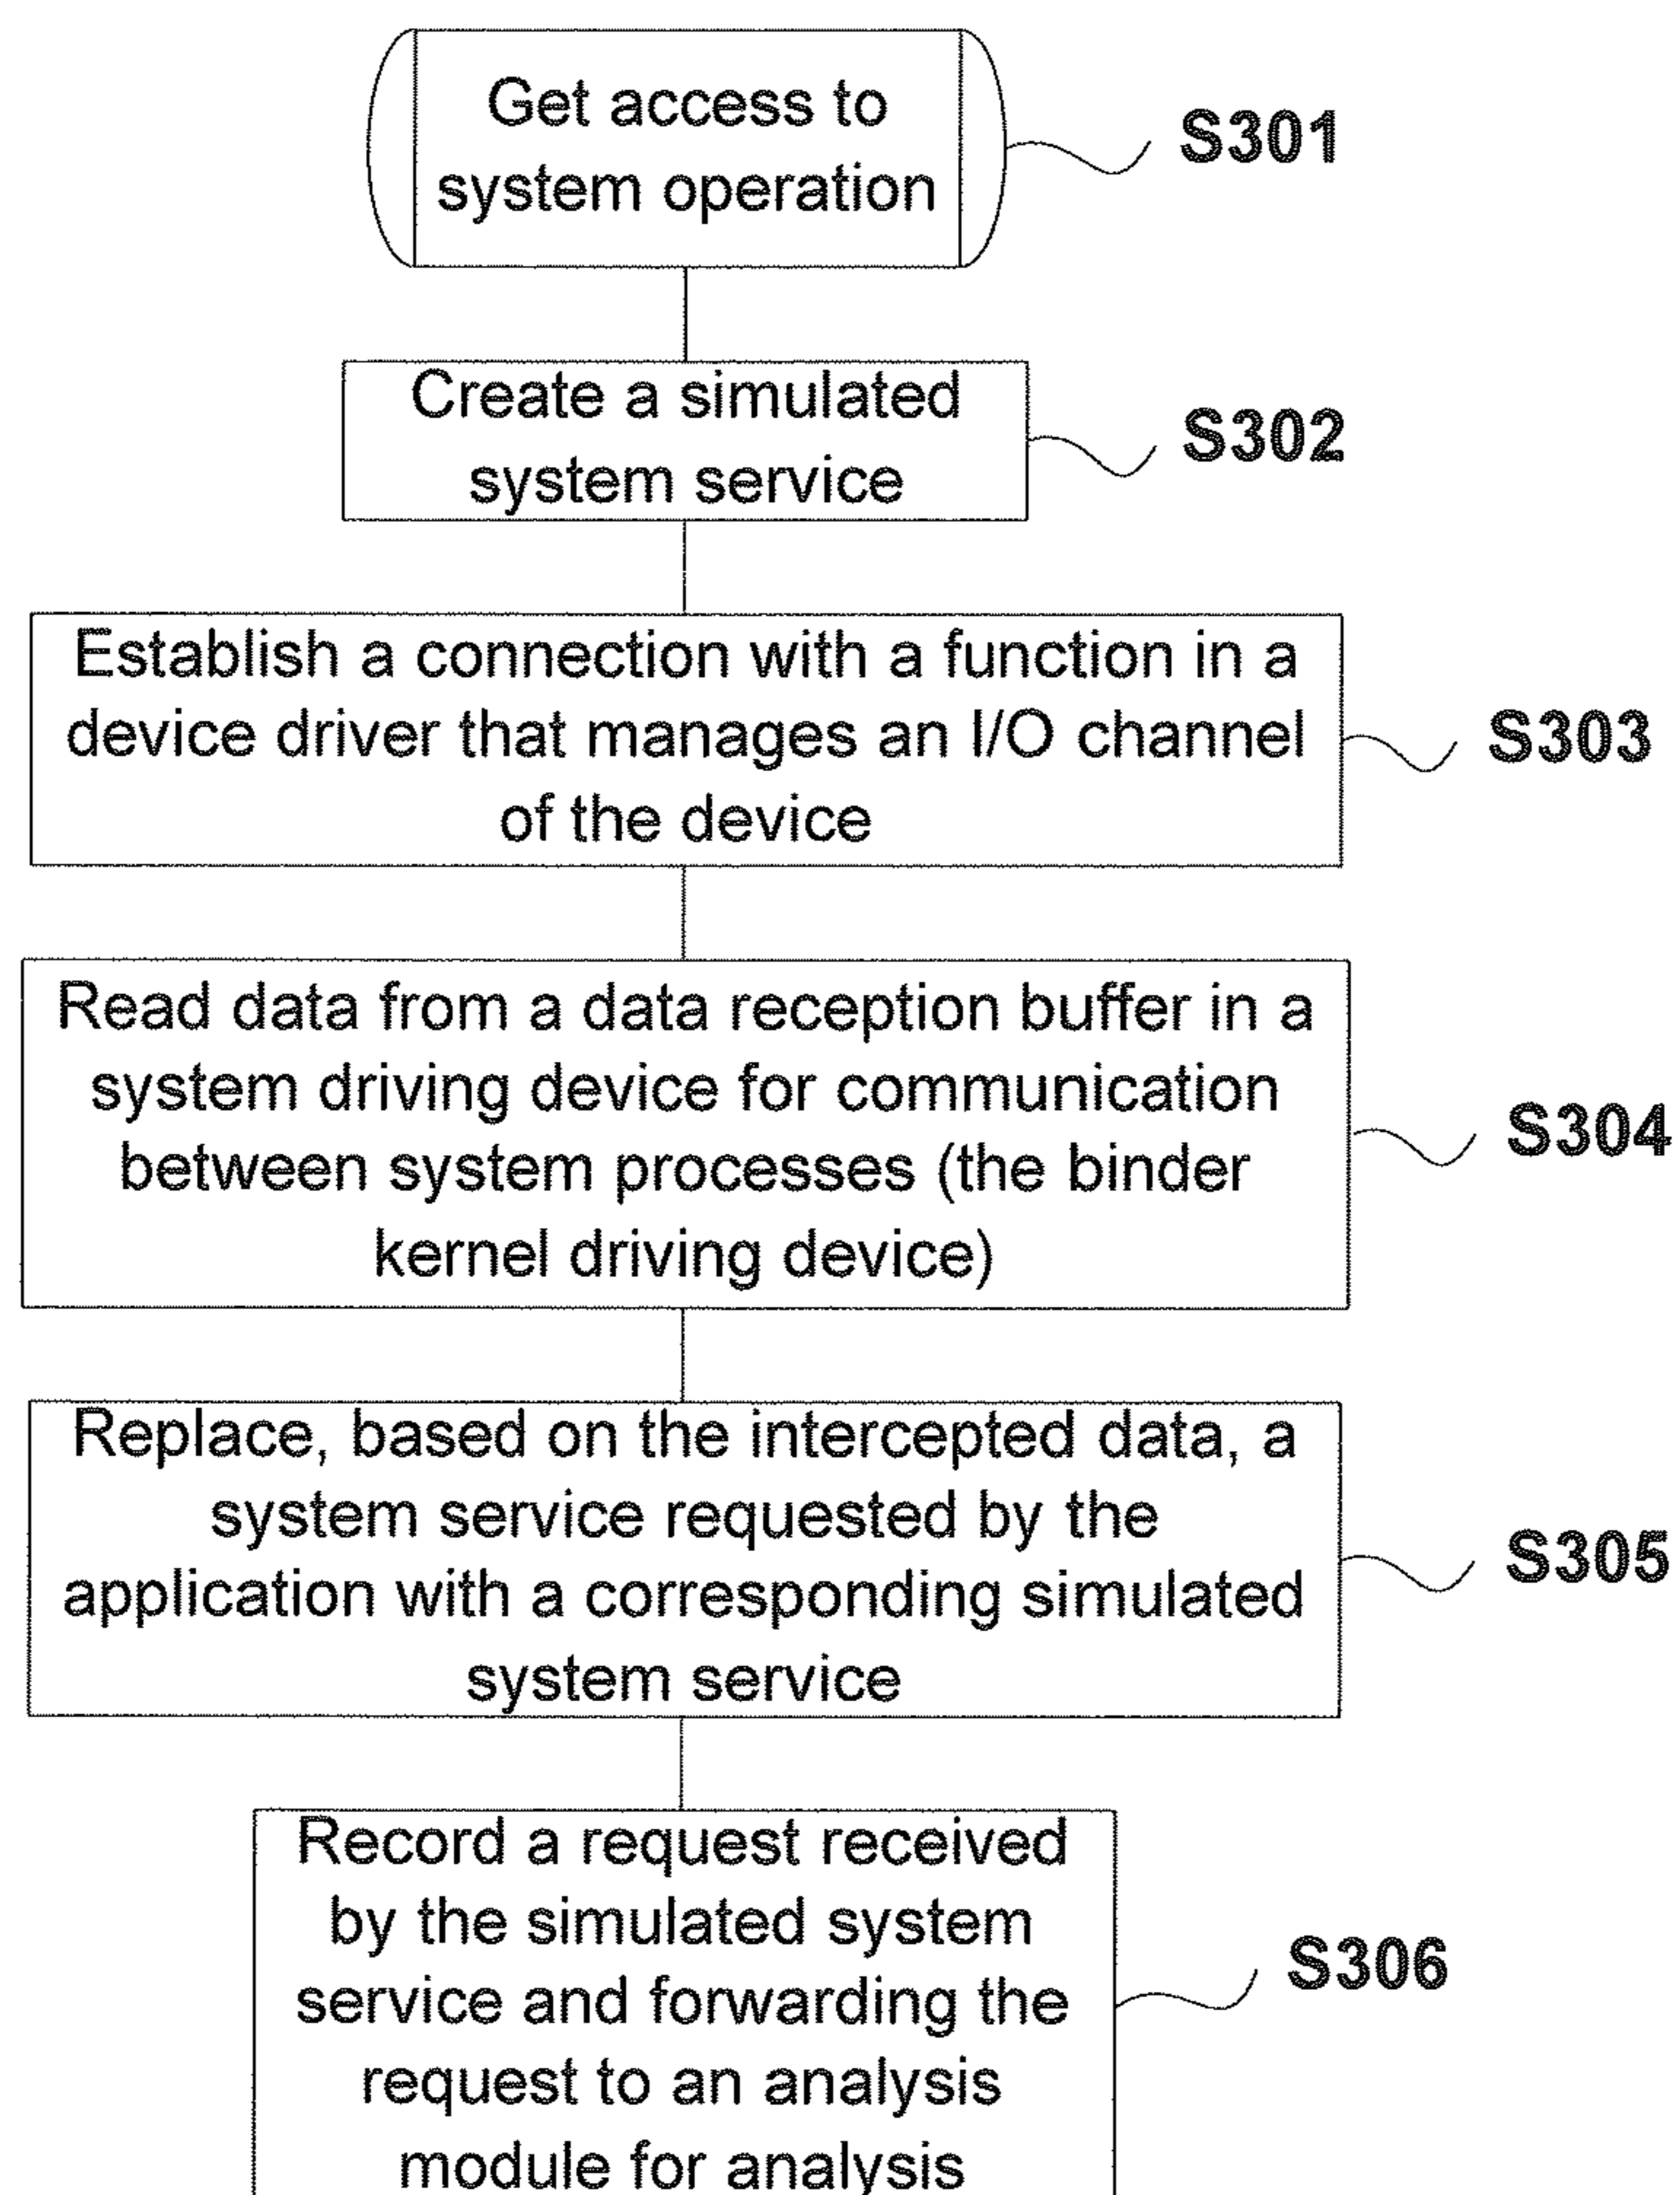 Get access to
system operation
S301
Create a simulated
system service
S302
Establish a connection with a function in a
device driver that manages an I/O channel
of the device
S303
Read data from a data reception buffer in a
system driving device for communication
between system processes (the binder
kernel driving device)
S304
Replace, based on the intercepted data, a
system service requested by the
application with a corresponding simulated
system service
S305
Record a request received
by the simulated system
service and forwarding the
request to an analysis
module for analysis
S306